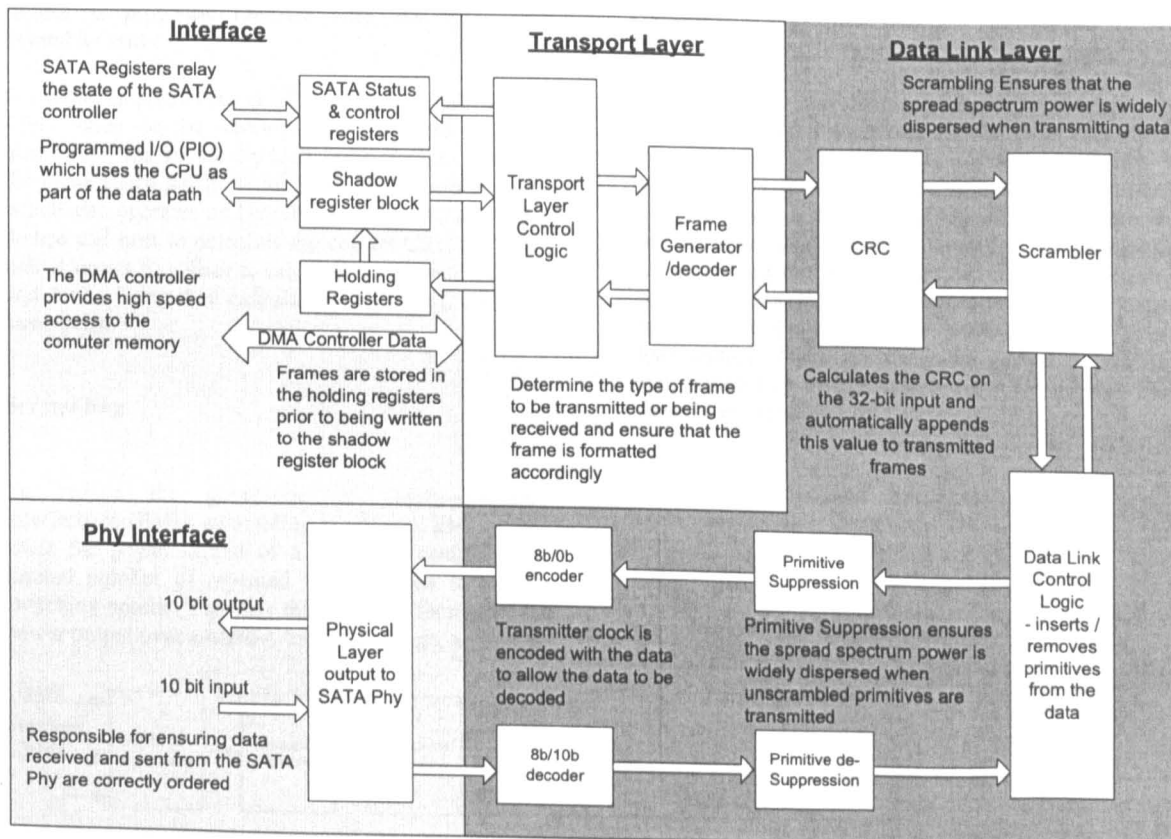 Interface
SATA Registers relay
the state of the SATA
controller
SATA Status
& control
registers
Programmed I/O (PIO)
which uses the CPU as
part of the data path
Shadow
register block
The DMA controller
provides high speed
access to the
comuter memory
Holding
Registers
DMA Controller Data
Frames are stored in
the holding registers
prior to being written
to the shadow
register block
Transport Layer
Transport
Layer
Control
Logic
Frame
Generator
/decoder
Determine the type of frame
to be transmitted or being
received and ensure that the
frame is formatted
accordingly
Data Link Layer
Scrambling Ensures that the
spread spectrum power is widely
dispersed when transmitting data
CRC
Scrambler
Calculates the CRC on
the 32-bit input and
automatically appends
this value to transmitted
frames
Phy Interface
10 bit output
10 bit input
Physical
Layer
output to
SATA Phy
Responsible for ensuring data
received and sent from the SATA
Phy are correctly ordered
8b/0b
encoder
Transmitter clock is
encoded with the data
to allow the data to be
decoded
8b/10b
decoder
Primitive
Suppression
Primitive Suppression ensures
the spread spectrum power is
widely dispersed when
unscrambled primitives are
transmitted
Primitive de-
Suppression
Data Link
Control
Logic
- inserts /
removes
primitives
from the
data